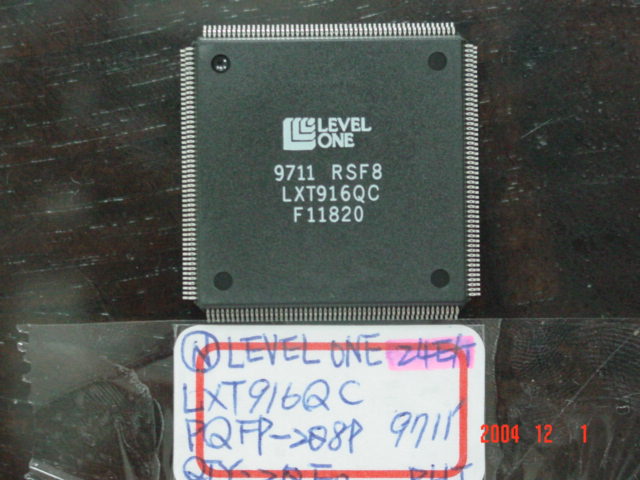 LEVEL
ONE
9711 RSF8
LXT916QC
F11820
N LEVEL ONE
LXT916QC
PQFP->208P 9711
2004 12 1